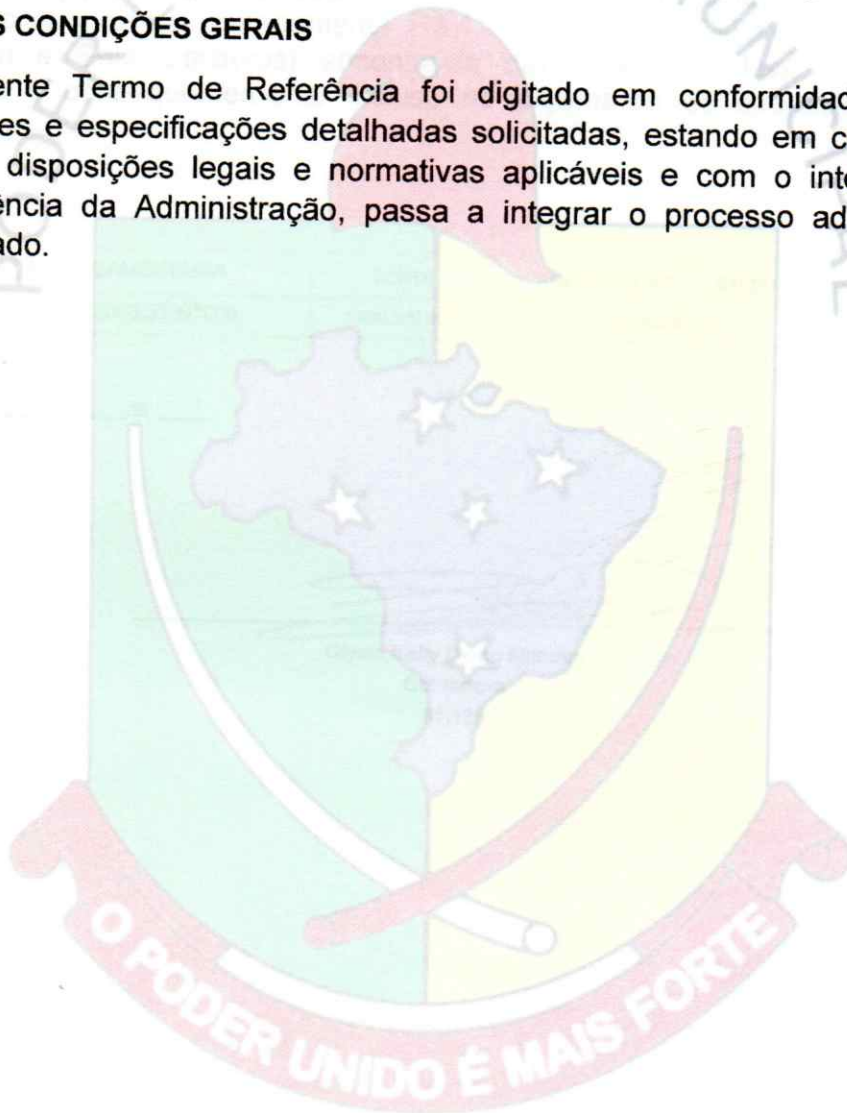 S CONDIÇÕES GERAIS
ente Termo de Referência foi digitado em conformidad
es e especificações detalhadas solicitadas, estando em c
disposições legais e normativas aplicáveis e com o inte
ência da Administração, passa a integrar o processo ad
ado.
O PODER UNIDO É MAIS FORTE